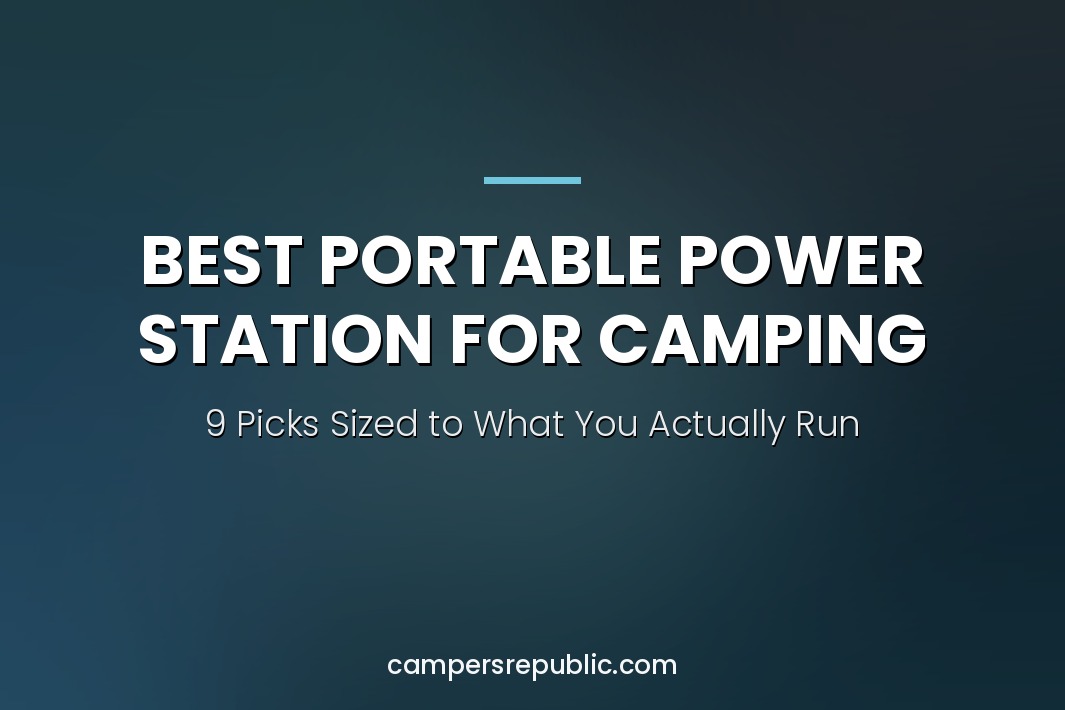 BEST PORTABLE POWER
STATION FOR CAMPING
9 Picks Sized to What You Actually Run
campersrepublic.com